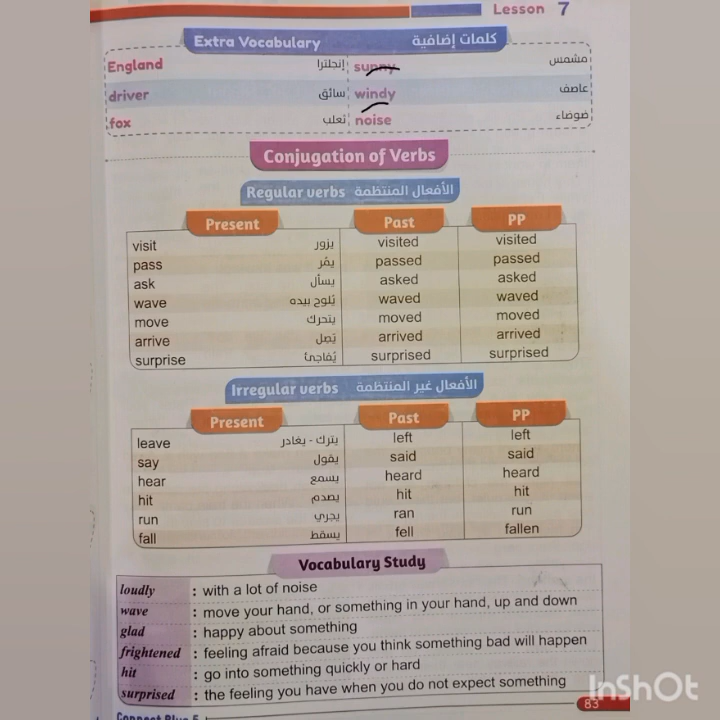 Lesson 7
Extra Vocabulary كلمات إضافية
England إنجلترا sunny مشمس
driver سائق windy عاصف
fox ثعلب noise ضوضاء
Conjugation of Verbs
Regular verbs الأفعال المنتظمة
Present Past PP
visit يزور visited visited
pass يمُر passed passed
ask يسأل asked asked
wave يُلوح بيده waved waved
move يتحرك moved moved
arrive يَصِل arrived arrived
surprise يُفاجئ surprised surprised
Irregular verbs الأفعال غير المنتظمة
Present Past PP
leave يترك - يغادر left left
say يقول said said
hear يسمع heard heard
hit يصدم hit hit
run يجري ran run
fall يسقط fell fallen
Vocabulary Study
loudly : with a lot of noise
wave : move your hand, or something in your hand, up and down
glad : happy about something
frightened : feeling afraid because you think something bad will happen
hit : go into something quickly or hard
surprised : the feeling you have when you do not expect something
83
Connect Plus 5
InShOt